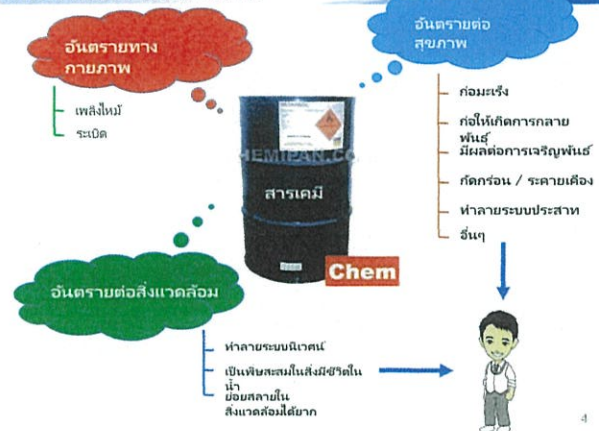 อันตรายทาง
กายภาพ
เพลิงไหม้
ระเบิด
อันตรายต่อ
สุขภาพ
ก่อมะเร็ง
ก่อให้เกิดการกลาย
พันธุ์
มีผลต่อการเจริญพันธ์
กัดกร่อน / ระคายเคือง
ทำลายระบบประสาท
อื่นๆ
HEMIPAN.CO
สารเคมี
Chem
อันตรายต่อสิ่งแวดล้อม
ทำลายระบบนิเวศน์
เป็นพิษสะสมในสิ่งมีชีวิตใน
น้ำ
ย่อยสลายใน
สิ่งแวดล้อมได้ยาก
4